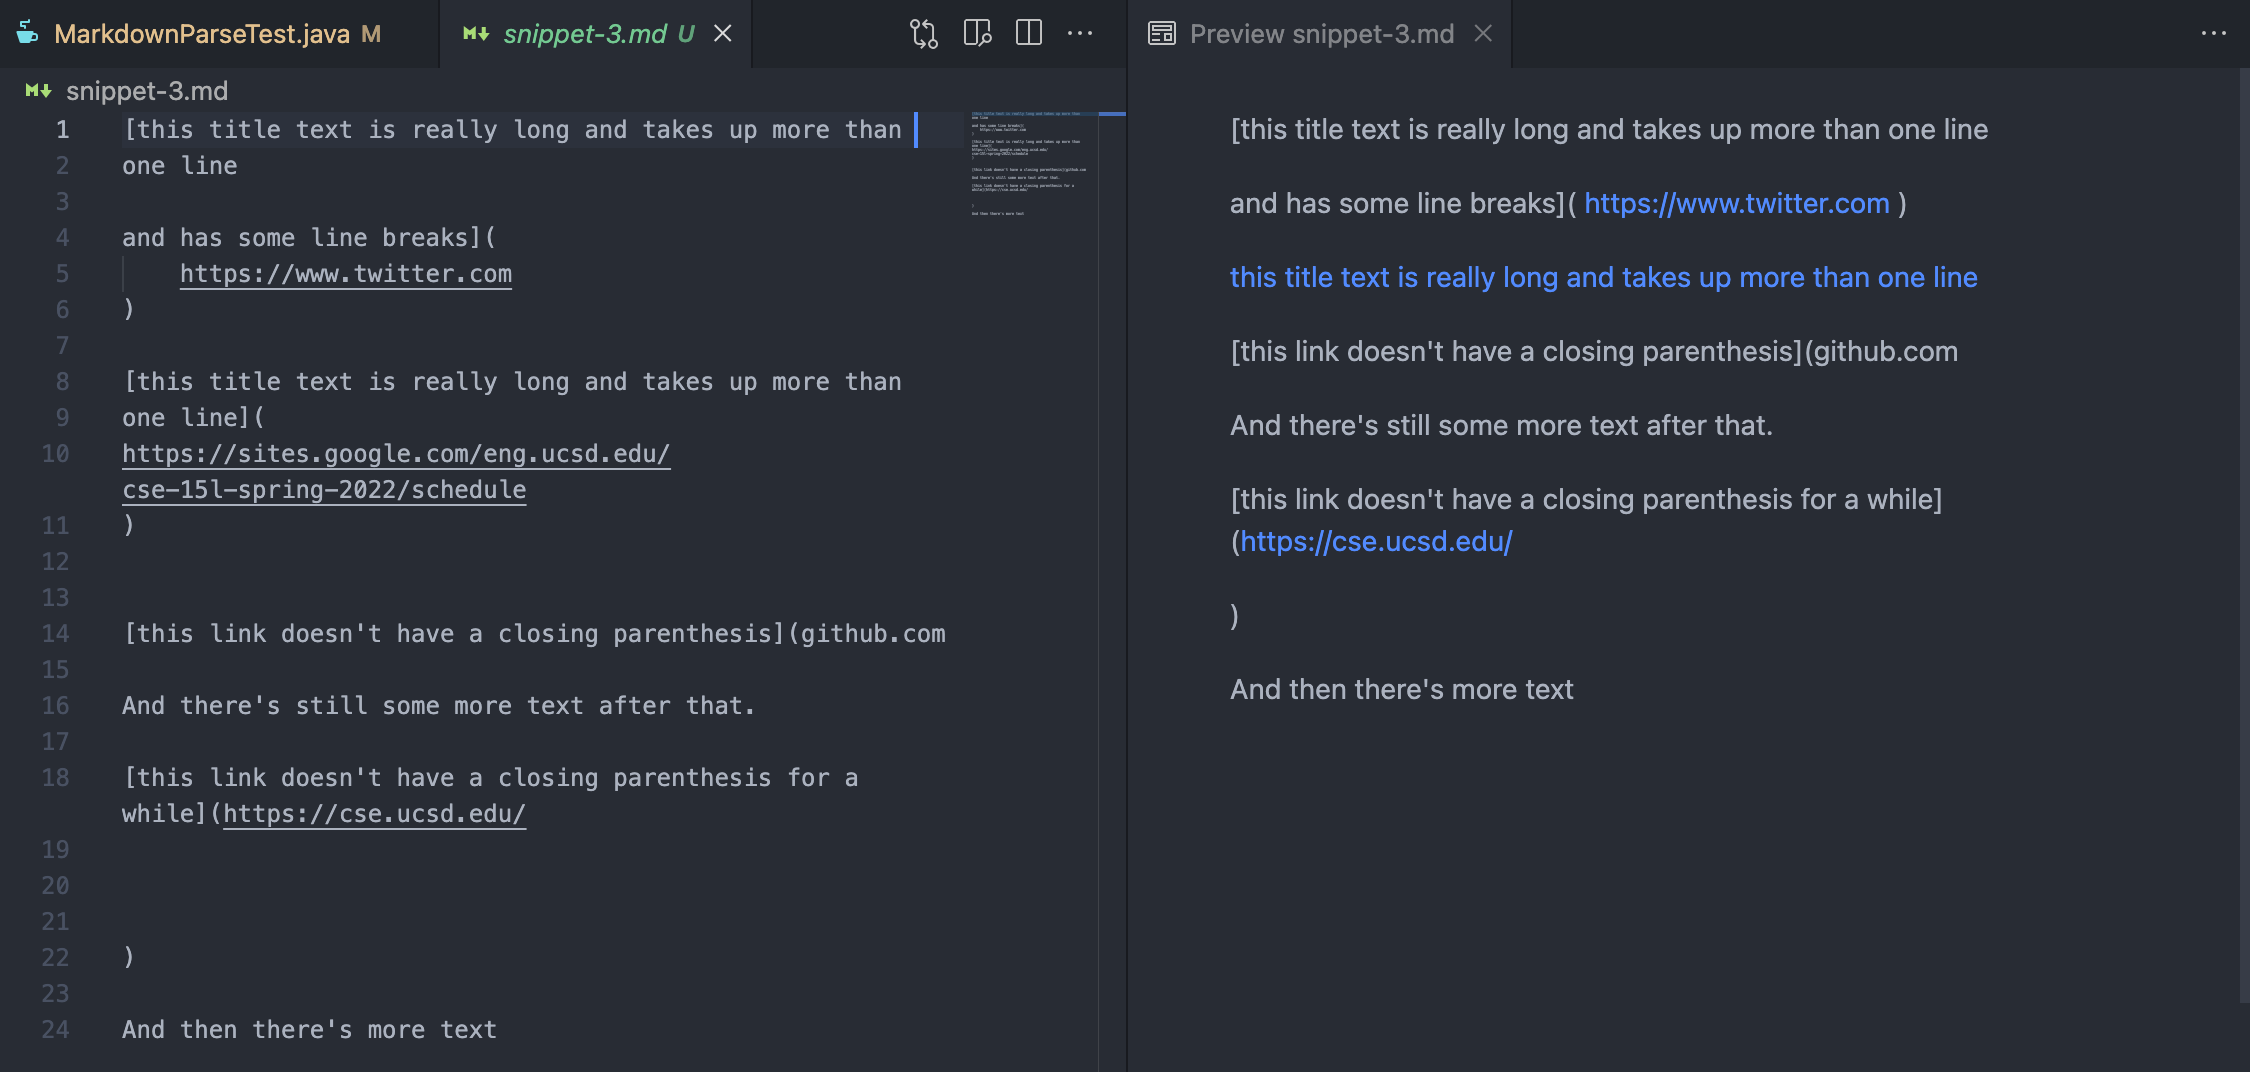 MarkdownParseTest.java M
snippet-3.md U
Preview snippet-3.md
snippet-3.md
1 [this title text is really long and takes up more than
2 one line
3
4 and has some line breaks](
5 https://www.twitter.com
6 )
7
8 [this title text is really long and takes up more than
9 one line](
10 https://sites.google.com/eng.ucsd.edu/
cse-15l-spring-2022/schedule
11 )
12
13
14 [this link doesn't have a closing parenthesis](github.com
15
16 And there's still some more text after that.
17
18 [this link doesn't have a closing parenthesis for a
while](https://cse.ucsd.edu/
19
20
21
22 )
23
24 And then there's more text
[this title text is really long and takes up more than one line
and has some line breaks]( https://www.twitter.com )
this title text is really long and takes up more than one line
[this link doesn't have a closing parenthesis](github.com
And there's still some more text after that.
[this link doesn't have a closing parenthesis for a while]
(https://cse.ucsd.edu/
)
And then there's more text